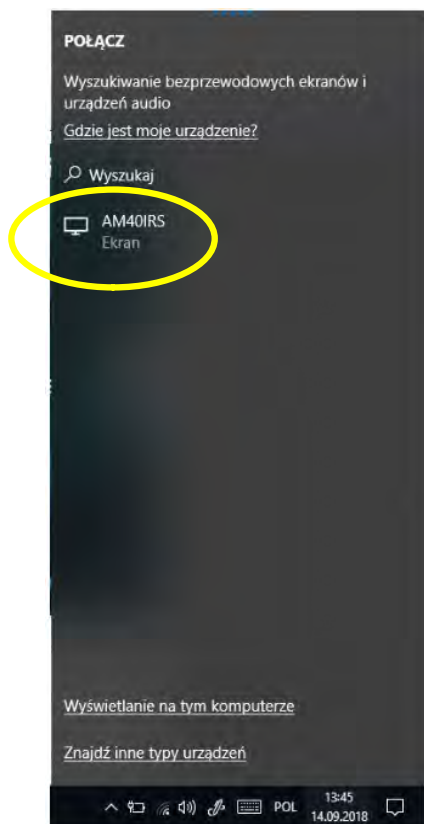 POŁĄCZ
Wyszukiwanie bezprzewodowych ekranów i
urządzeń audio
Gdzie jest moje urządzenie?
Wyszukaj
AM40IRS
Ekran
Wyświetlanie na tym komputerze
Znajdź inne typy urządzeń
POL
13:45
14.09.2018